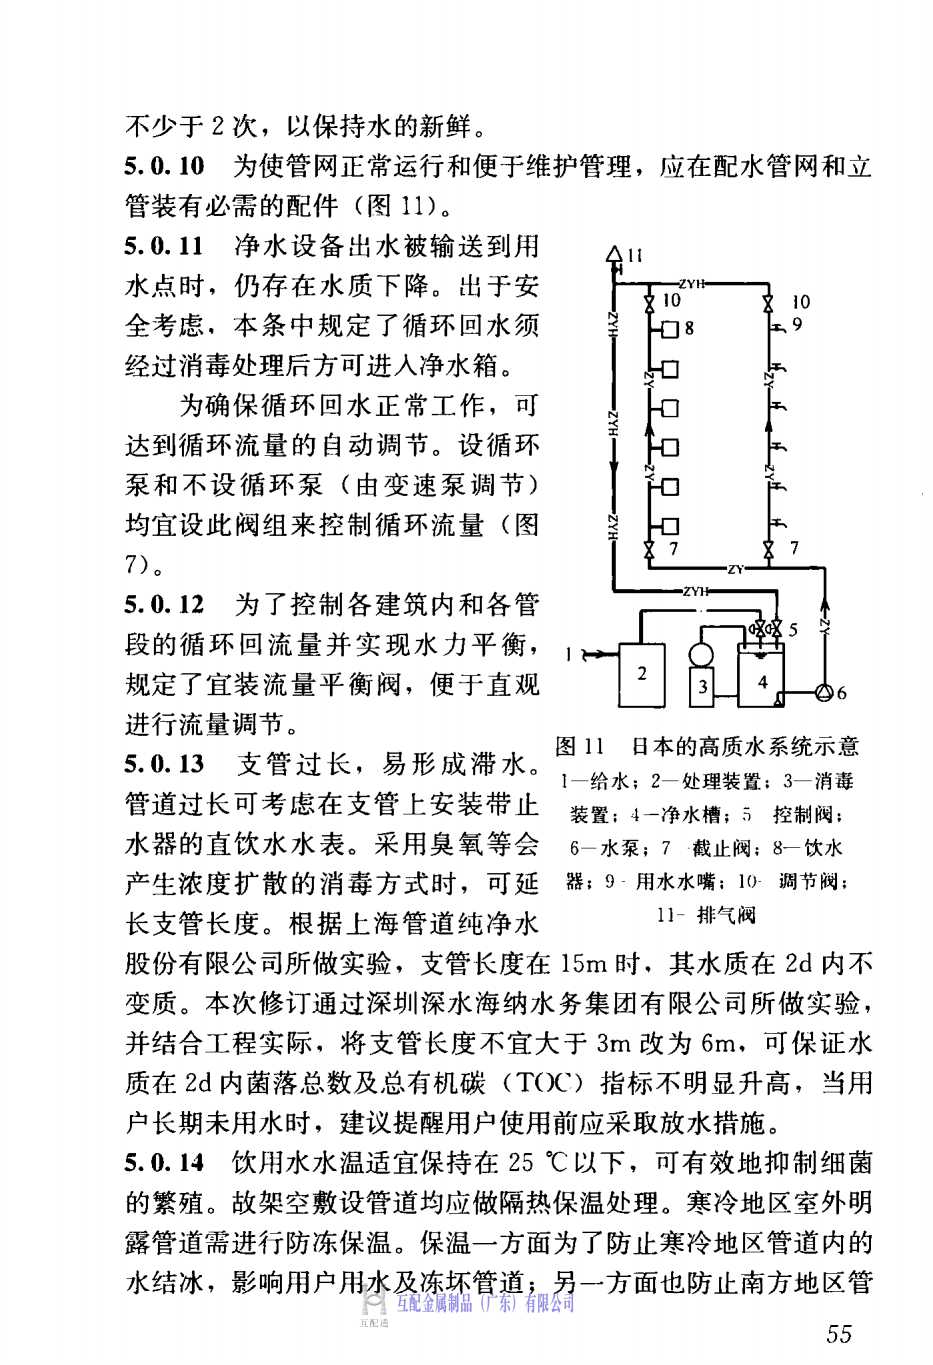 不少于 2 次，以保持水的新鲜。
5.0.10 为使管网正常运行和便于维护管理，应在配水管网和立
管装有必需的配件（图 11）。
5.0.11 净水设备出水被输送到用
水点时，仍存在水质下降。出于安
全考虑，本条中规定了循环回水须
经过消毒处理后方可进入净水箱。
为确保循环回水正常工作，可
达到循环流量的自动调节。设循环
泵和不设循环泵（由变速泵调节）
均宜设此阀组来控制循环流量（图
7）。
5.0.12 为了控制各建筑内和各管
段的循环回流量并实现水力平衡，
规定了宜装流量平衡阀，便于直观
进行流量调节。
5.0.13 支管过长，易形成滞水。
管道过长可考虑在支管上安装带止
水器的直饮水水表。采用臭氧等会
产生浓度扩散的消毒方式时，可延
长支管长度。根据上海管道纯净水
11
ZYH
10
10
8
9
ZYH
ZY
ZY
ZYH
ZY
ZY
ZYH
7
7
ZY
ZYH
ZY
5
1
2
3
4
6
图 11 日本的高质水系统示意
1—给水；2—处理装置；3—消毒
装置；4—净水槽；5 控制阀；
6—水泵；7 截止阀；8—饮水
器；9-用水水嘴；10-调节阀；
11-排气阀
股份有限公司所做实验，支管长度在 15m 时，其水质在 2d 内不
变质。本次修订通过深圳深水海纳水务集团有限公司所做实验，
并结合工程实际，将支管长度不宜大于 3m 改为 6m，可保证水
质在 2d 内菌落总数及总有机碳（TOC）指标不明显升高，当用
户长期未用水时，建议提醒用户使用前应采取放水措施。
5.0.14 饮用水水温适宜保持在 25 ℃以下，可有效地抑制细菌
的繁殖。故架空敷设管道均应做隔热保温处理。寒冷地区室外明
露管道需进行防冻保温。保温一方面为了防止寒冷地区管道内的
水结冰，影响用户用水及冻坏管道；另一方面也防止南方地区管
互配金属制品（广东）有限公司
互配通
55